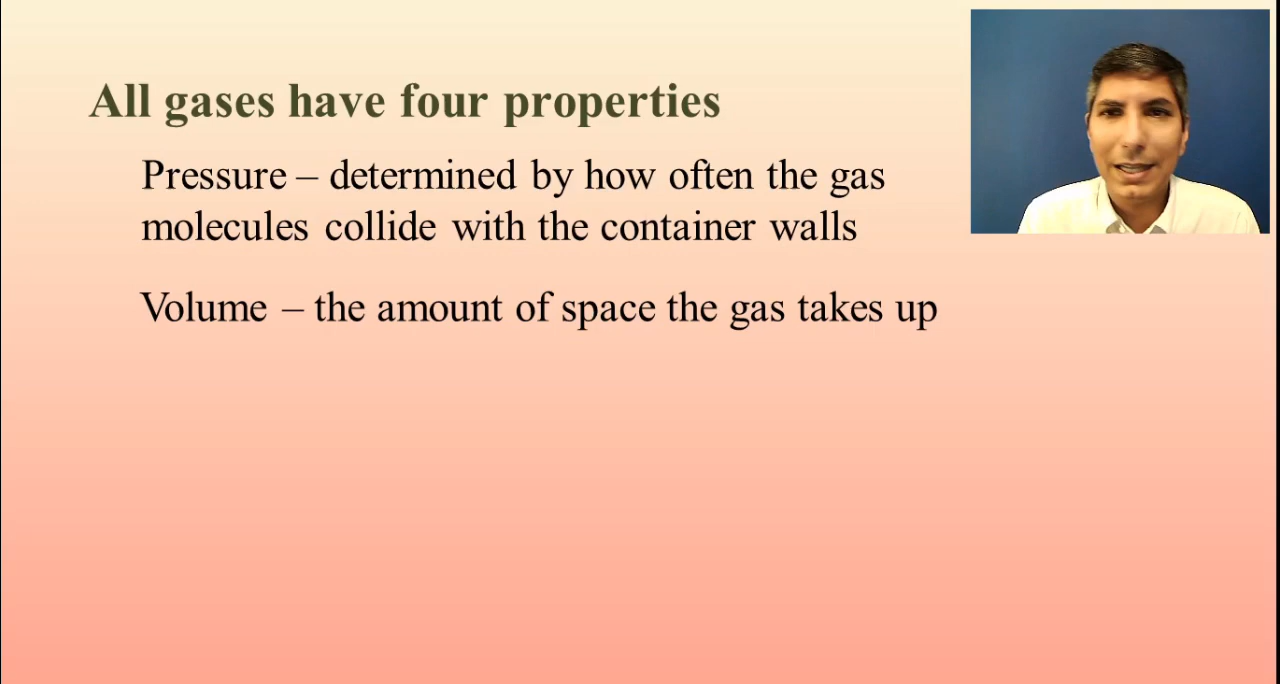 All gases have four properties
Pressure – determined by how often the gas
molecules collide with the container walls
Volume – the amount of space the gas takes up